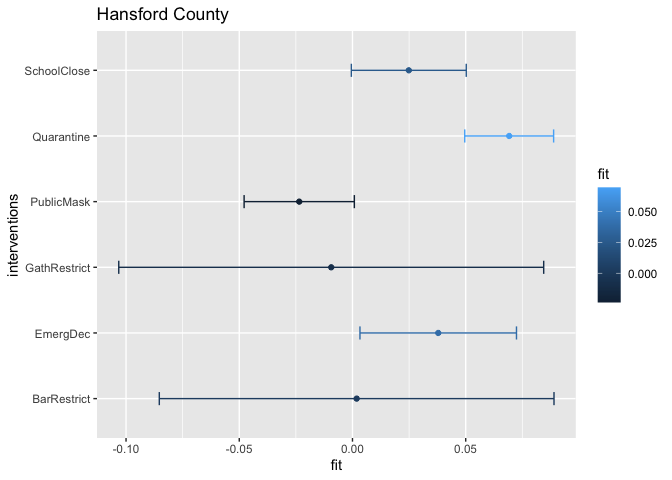 Hansford County
SchoolClose
Quarantine
PublicMask
GathRestrict
EmergDec
BarRestrict
interventions
-0.10
-0.05
0.00
0.05
fit
fit
0.050
0.025
0.000